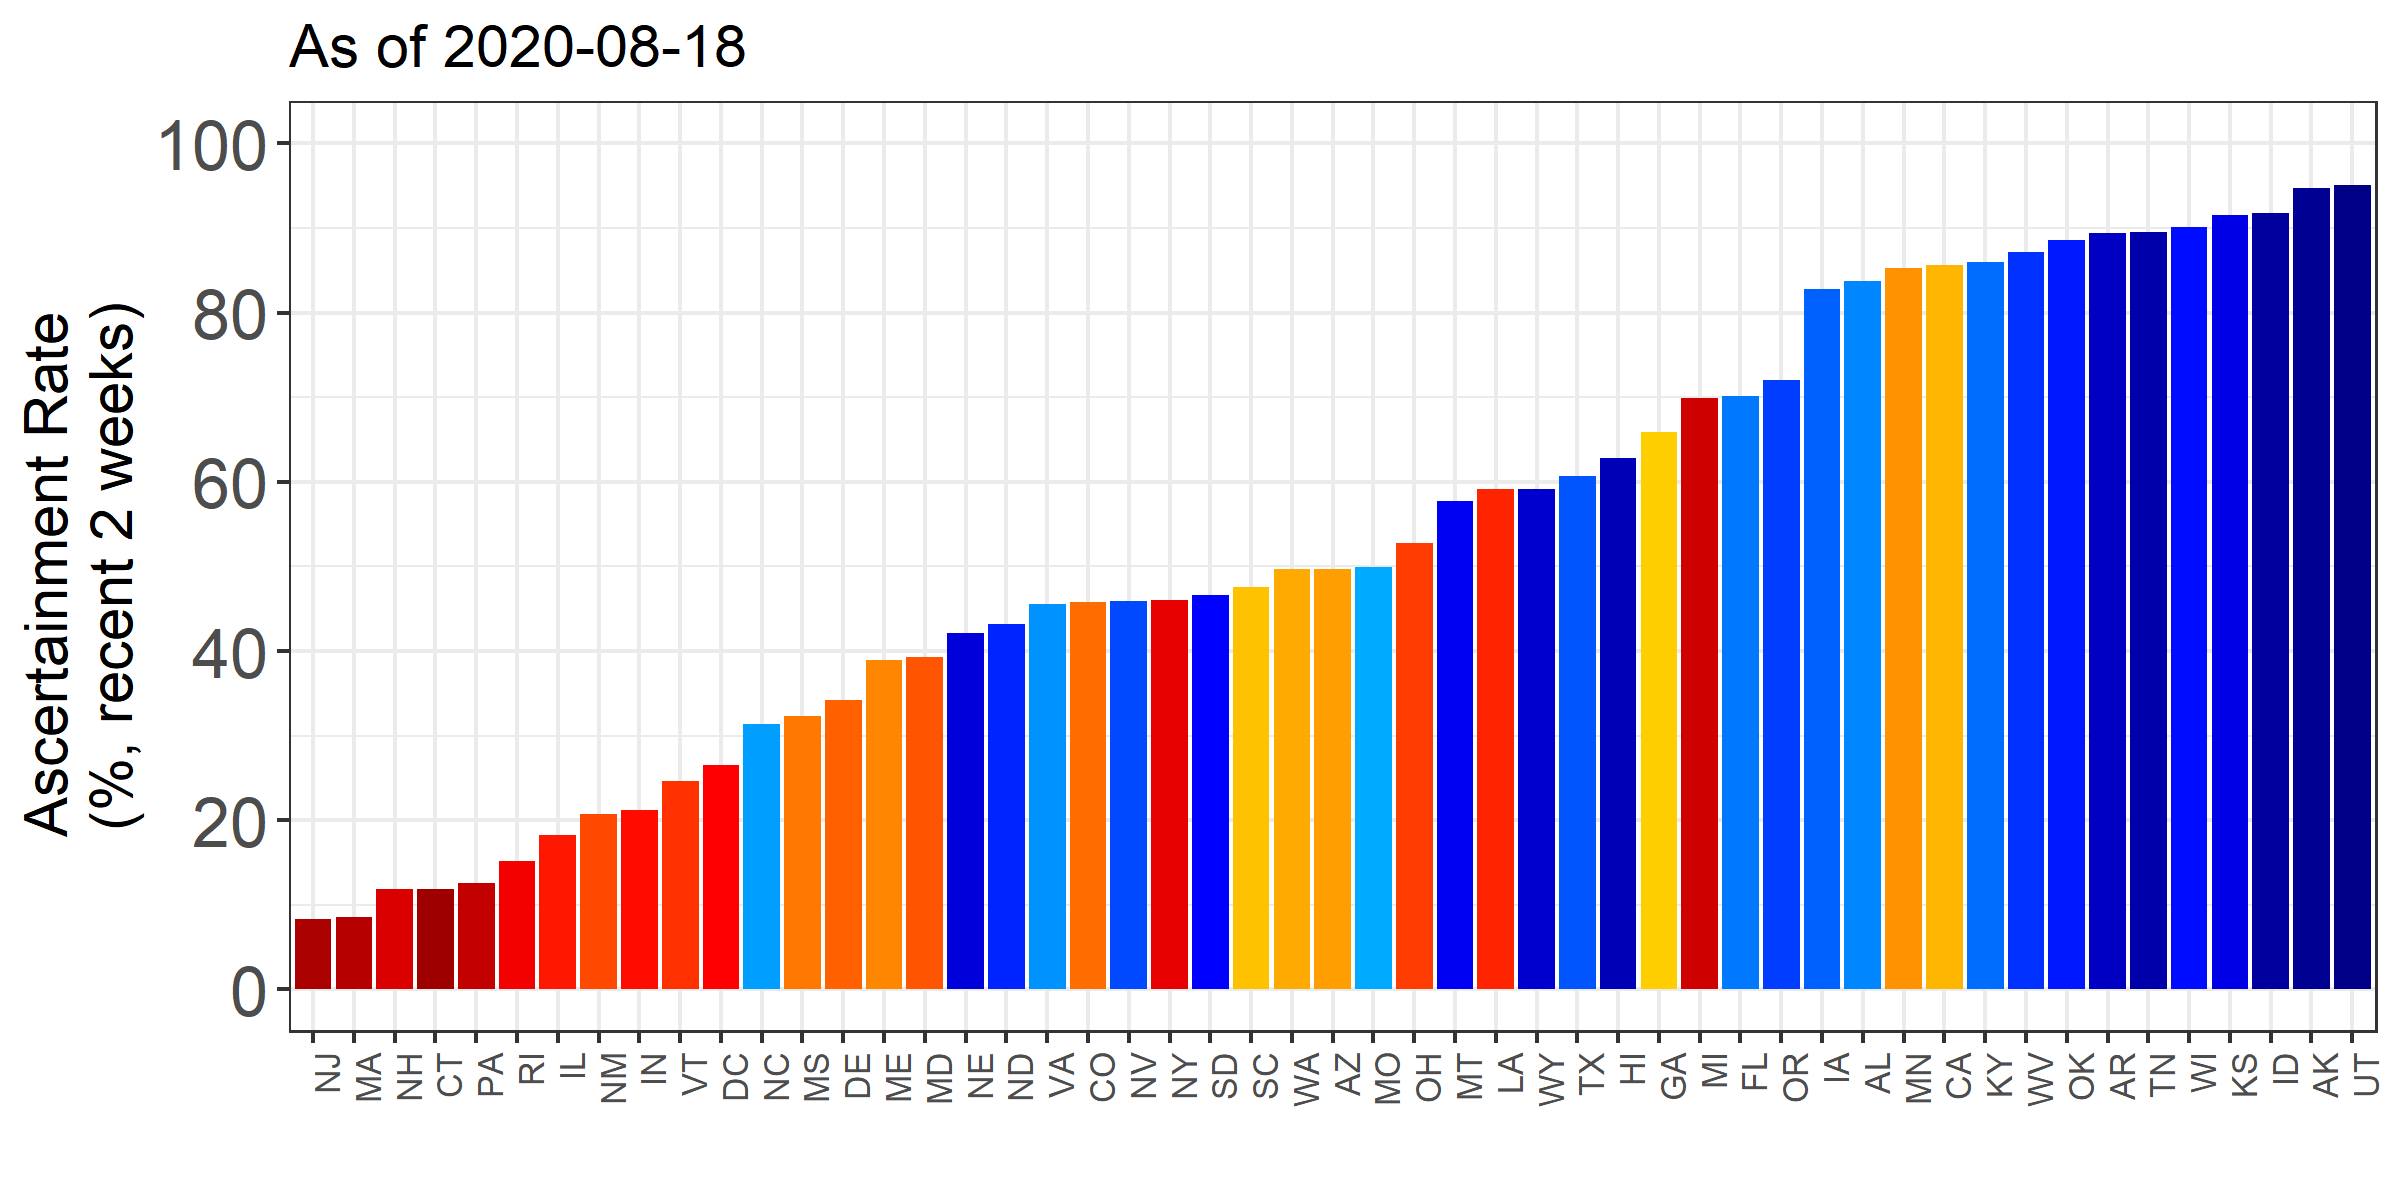 As of 2020-08-18
Ascertainment Rate
(%, recent 2 weeks)
100
80
60
40
20
0
NJ MA NH CT PA RI IL NM IN VT DC NC MS DE ME MD NE ND VA CO NV NY SD SC WA AZ MO OH MT LA WY TX HI GA MI FL OR IA AL MN CA KY WV OK AR TN WI KS ID AK UT